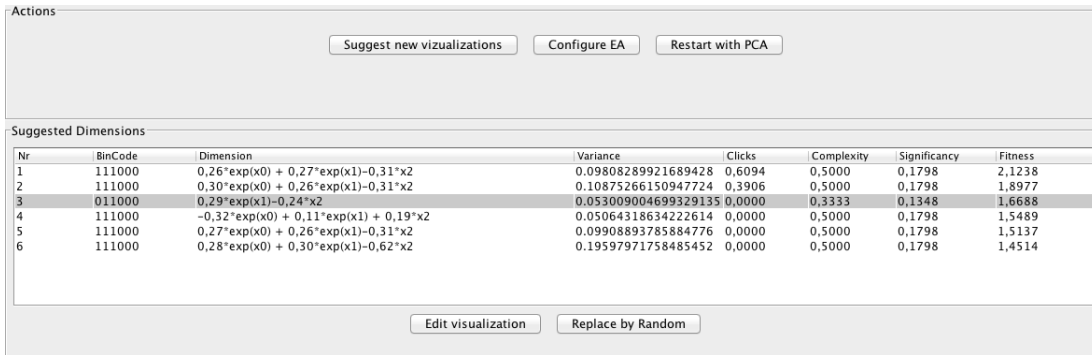 Actions
Suggest new vizualizations Configure EA Restart with PCA
Suggested Dimensions
Nr BinCode Dimension Variance Clicks Complexity Significancy Fitness
1 111000 0,26*exp(x0) + 0,27*exp(x1)-0,31*x2 0.09808289921689428 0,6094 0,5000 0,1798 2,1238
2 111000 0,30*exp(x0) + 0,26*exp(x1)-0,31*x2 0.10875266150947724 0,3906 0,5000 0,1798 1,8977
3 011000 0,29*exp(x1)-0,24*x2 0.053009004699329135 0,0000 0,3333 0,1348 1,6688
4 111000 -0,32*exp(x0) + 0,11*exp(x1) + 0,19*x2 0.05064318634222614 0,0000 0,5000 0,1798 1,5489
5 111000 0,27*exp(x0) + 0,26*exp(x1)-0,31*x2 0.09908893785884776 0,0000 0,5000 0,1798 1,5137
6 111000 0,28*exp(x0) + 0,30*exp(x1)-0,62*x2 0.19597971758485452 0,0000 0,5000 0,1798 1,4514
Edit visualization Replace by Random